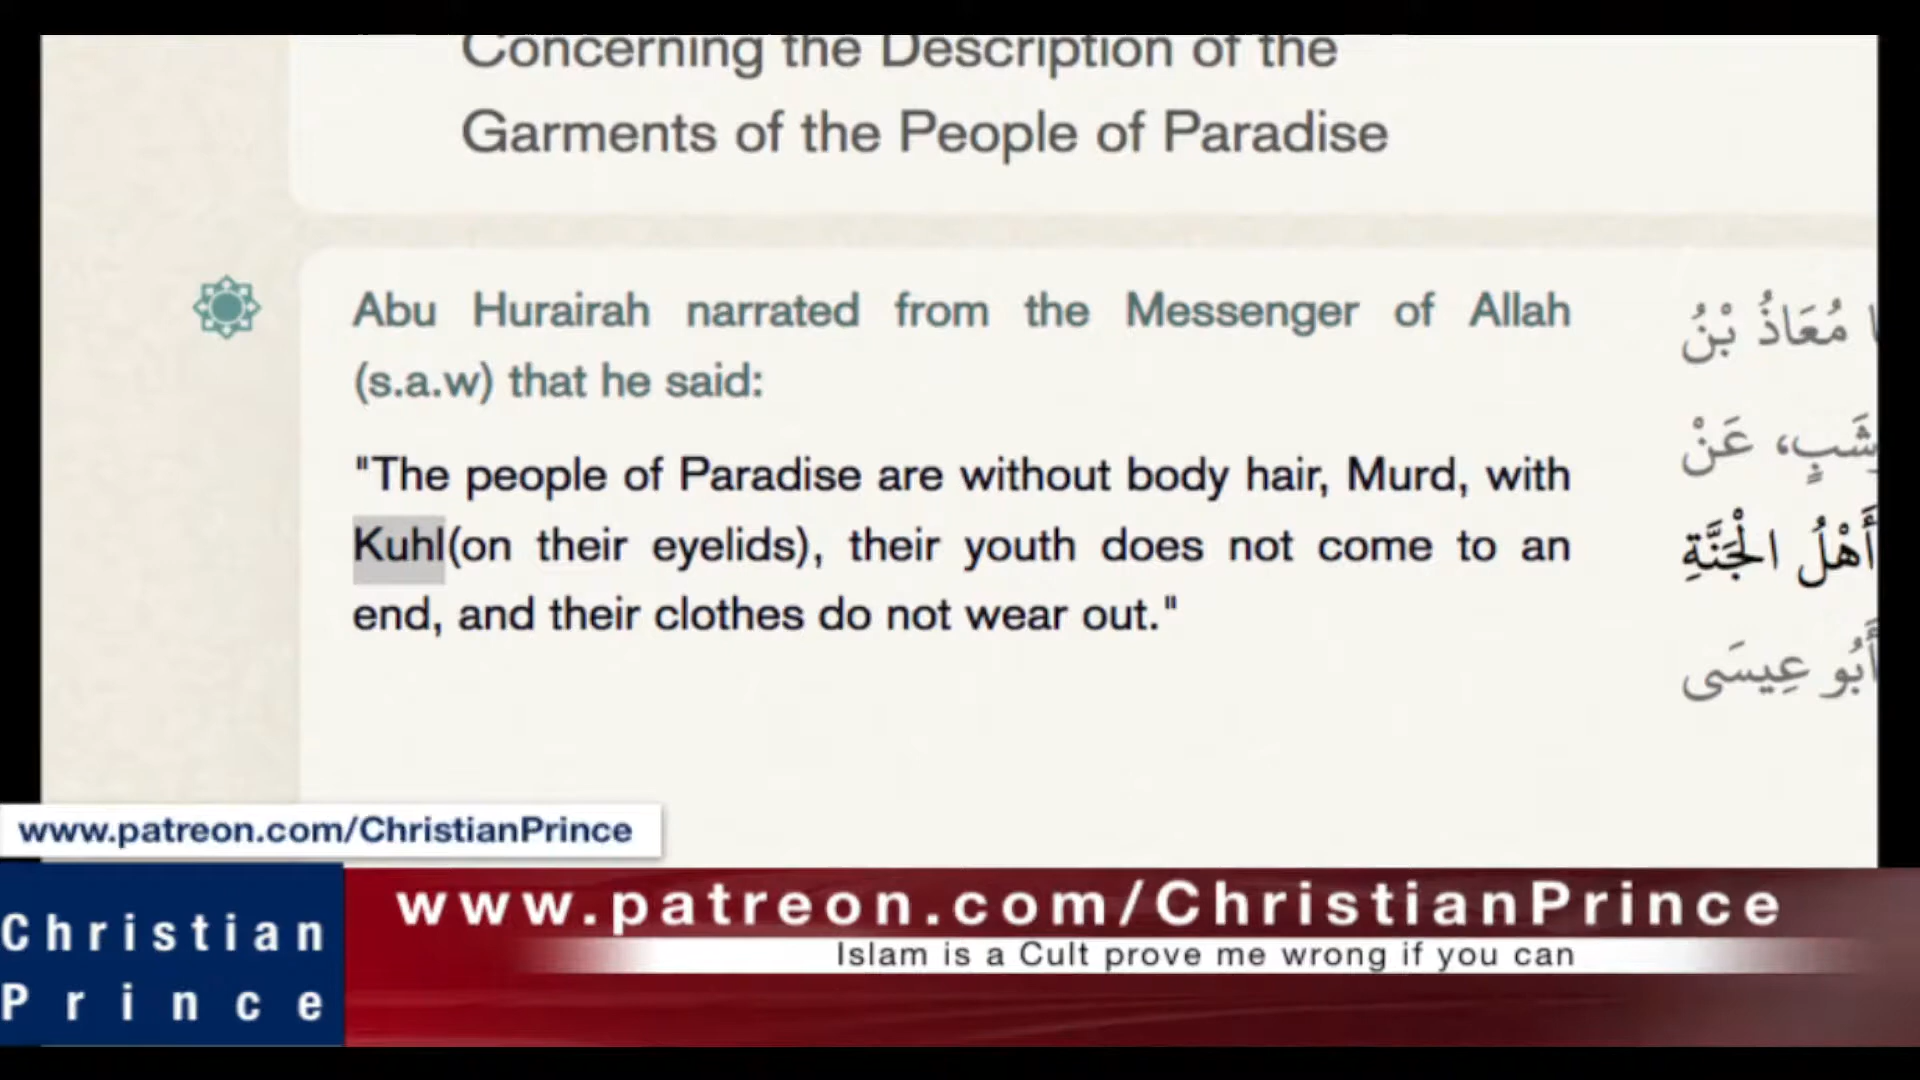 Concerning the Description of the
Garments of the People of Paradise
Abu Hurairah narrated from the Messenger of Allah
(s.a.w) that he said:
"The people of Paradise are without body hair, Murd, with
Kuhl(on their eyelids), their youth does not come to an
end, and their clothes do not wear out."
مُعَاذُ بْنُ
عَنْ
أَهْلُ الْجَنَّةِ
أَبُو عِيسَى
www.patreon.com/ChristianPrince
Christian
Prince
www.patreon.com/ChristianPrince
Islam is a Cult prove me wrong if you can